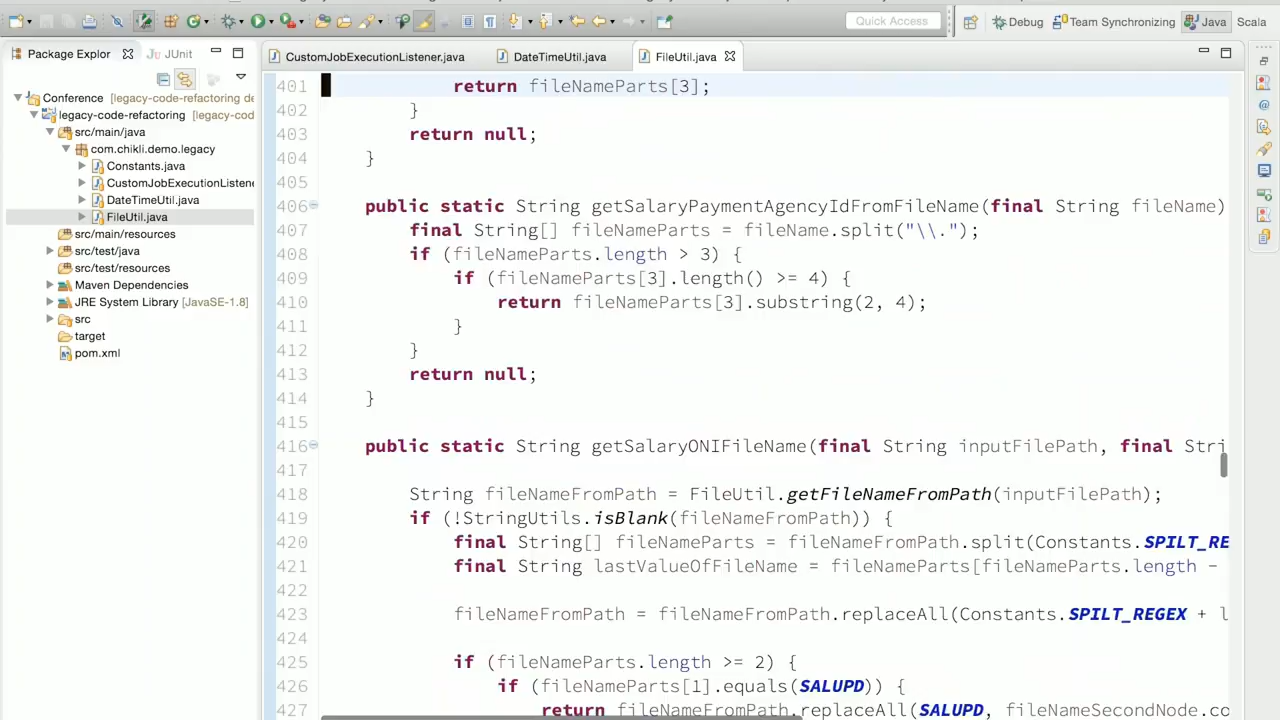 Quick Access
Debug
Team Synchronizing
Java
Scala
Package Explor
JUnit
CustomJobExecutionListener.java
DateTimeUtil.java
FileUtil.java
Conference [legacy-code-refactoring de
legacy-code-refactoring [legacy-cod
src/main/java
com.chikli.demo.legacy
Constants.java
CustomJobExecutionListene
DateTimeUtil.java
FileUtil.java
src/main/resources
src/test/java
src/test/resources
Maven Dependencies
JRE System Library [JavaSE-1.8]
src
target
pom.xml
401 return fileNameParts[3];
402 }
403 return null;
404 }
405
406 public static String getSalaryPaymentAgencyIdFromFileName(final String fileName)
407 final String[] fileNameParts = fileName.split("\\.");
408 if (fileNameParts.length > 3) {
409 if (fileNameParts[3].length() >= 4) {
410 return fileNameParts[3].substring(2, 4);
411 }
412 }
413 return null;
414 }
415
416 public static String getSalaryONIFileName(final String inputFilePath, final Stri
417
418 String fileNameFromPath = FileUtil.getFileNameFromPath(inputFilePath);
419 if (!StringUtils.isBlank(fileNameFromPath)) {
420 final String[] fileNameParts = fileNameFromPath.split(Constants.SPILT_RE
421 final String lastValueOfFileName = fileNameParts[fileNameParts.length -
422
423 fileNameFromPath = fileNameFromPath.replaceAll(Constants.SPILT_REGEX + l
424
425 if (fileNameParts.length >= 2) {
426 if (fileNameParts[1].equals(SALUPD)) {
427 return fileNameFromPath.replaceAll(SALUPD, fileNameSecondNode.co